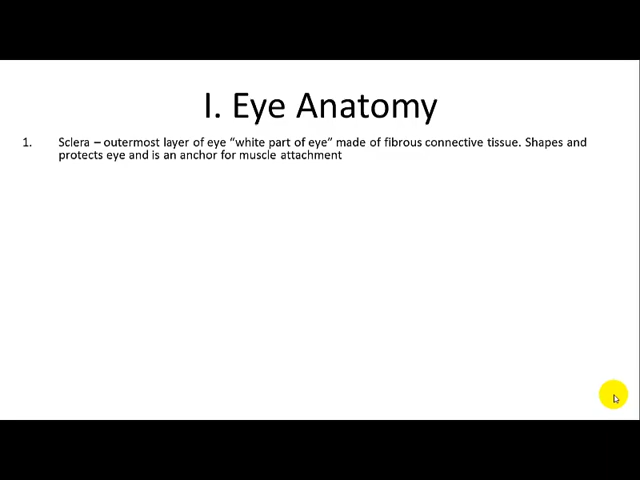 I. Eye Anatomy
1. Sclera – outermost layer of eye “white part of eye” made of fibrous connective tissue. Shapes and
protects eye and is an anchor for muscle attachment